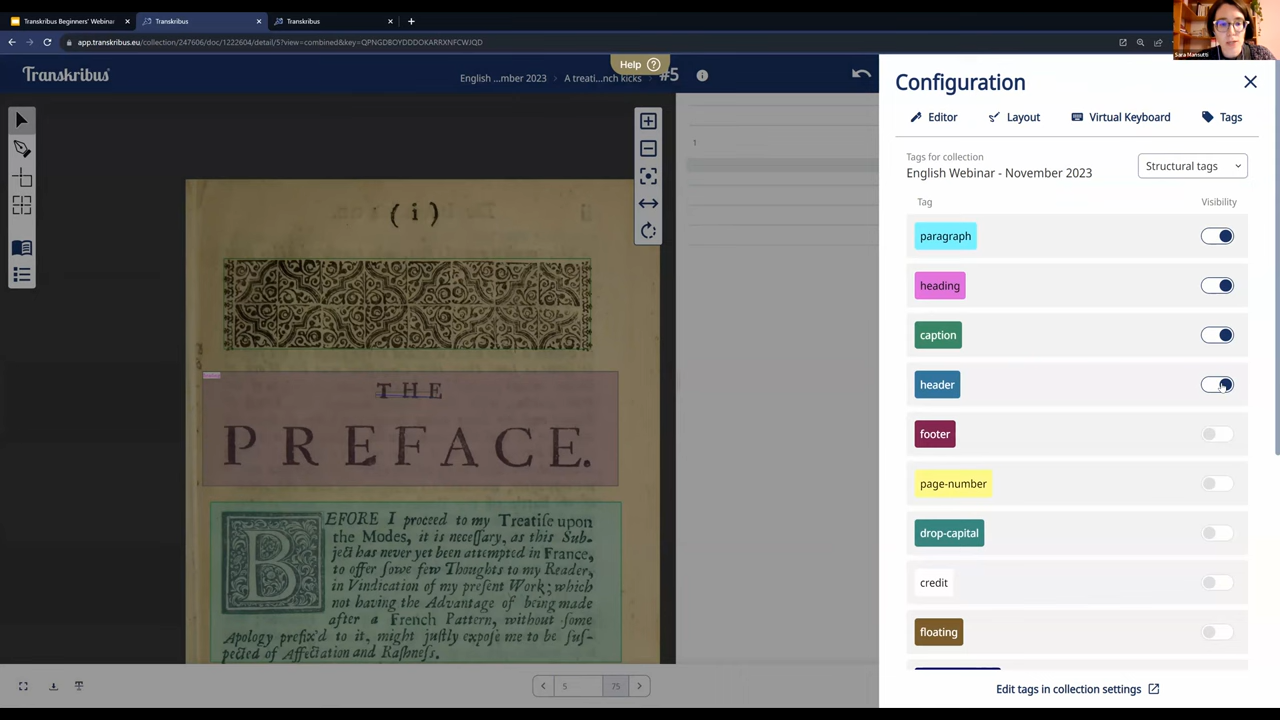 Transkribus Beginners' Webinar
Transkribus
Transkribus
app.transkribus.eu/collection/247606/doc/1222604/detail/5?view=combined&key=QPNGDBOYDDDOKARRXNFCWJQD
Sara Mansutti
Transkribus
English ...mber 2023 › A treati...nch kicks › #5
Help
1
( i )
THE
PREFACE.
BEFORE I proceed to my Treatiſe upon
the Modes, it is neceſſary, as this Sub-
ject has never yet been attempted in France,
to offer ſome few Thoughts to my Reader,
in Vindication of my present Work; which
not having the Advantage of being made
after a French Pattern, without ſome
Apology prefix'd to it, might juſtly expose me to be ſuſ-
pected of Affectation and Raſhneſs.
5
75
Configuration
Editor
Layout
Virtual Keyboard
Tags
Tags for collection
English Webinar - November 2023
Structural tags
Tag
Visibility
paragraph
heading
caption
header
footer
page-number
drop-capital
credit
floating
Edit tags in collection settings